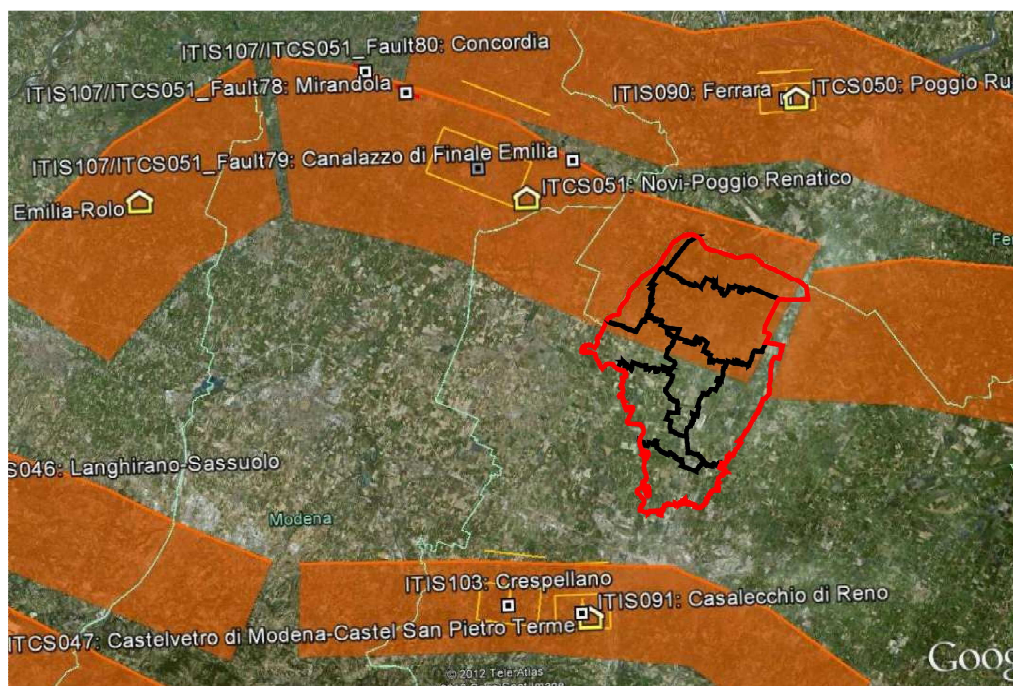 ITIS107/ITCS051_Fault80: Concordia
ITIS107/ITCS051_Fault78: Mirandola
ITIS090: Ferrara
ITCS050: Poggio Ru
ITIS107/ITCS051_Fault79: Canalazzo di Finale Emilia
ITCS051: Novi-Poggio Renatico
Emilia-Rolo
Fe
S046: Langhirano-Sassuolo
Modena
ITIS103: Crespellano
ITIS091: Casalecchio di Reno
ITCS047: Castelvetro di Modena-Castel San Pietro Terme
Goog
© 2012 Tele Atlas